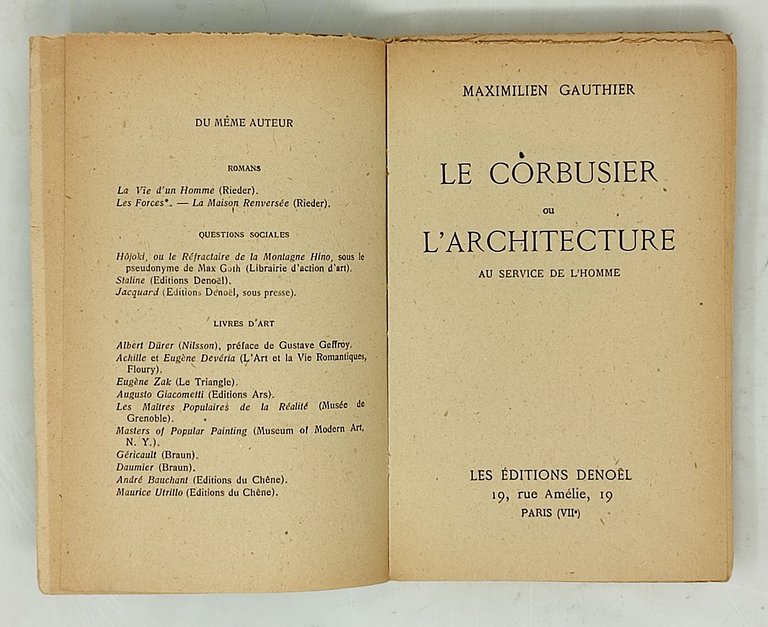 DU MÊME AUTEUR
ROMANS
La Vie d'un Homme (Rieder).
Les Forces*. — La Maison Renversée (Rieder).
QUESTIONS SOCIALES
Hôjoki, ou le Réfractaire de la Montagne Hino, sous le
pseudonyme de Max Goth (Librairie d'action d'art).
Staline (Editions Denoël).
Jacquard (Editions Denoël, sous presse).
LIVRES D'ART
Albert Dürer (Nilsson), préface de Gustave Geffroy.
Achille et Eugène Devéria (L'Art et la Vie Romantiques,
Floury).
Eugène Zak (Le Triangle).
Augusto Giacometti (Editions Ars).
Les Maîtres Populaires de la Réalité (Musée de
Grenoble).
Masters of Popular Painting (Museum of Modern Art,
N. Y.).
Géricault (Braun).
Daumier (Braun).
André Bauchant (Editions du Chêne).
Maurice Utrillo (Editions du Chêne).
MAXIMILIEN GAUTHIER
LE CORBUSIER
OU
L'ARCHITECTURE
AU SERVICE DE L'HOMME
LES ÉDITIONS DENOËL
19, rue Amélie, 19
PARIS (VIIe)